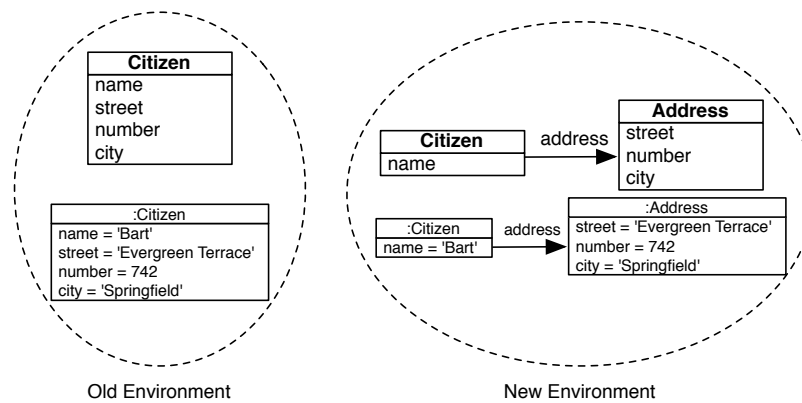 Citizen
name
street
number
city
:Citizen
name = 'Bart'
street = 'Evergreen Terrace'
number = 742
city = 'Springfield'
Old Environment
Citizen
name
address
Address
street
number
city
:Citizen
name = 'Bart'
address
:Address
street = 'Evergreen Terrace'
number = 742
city = 'Springfield'
New Environment